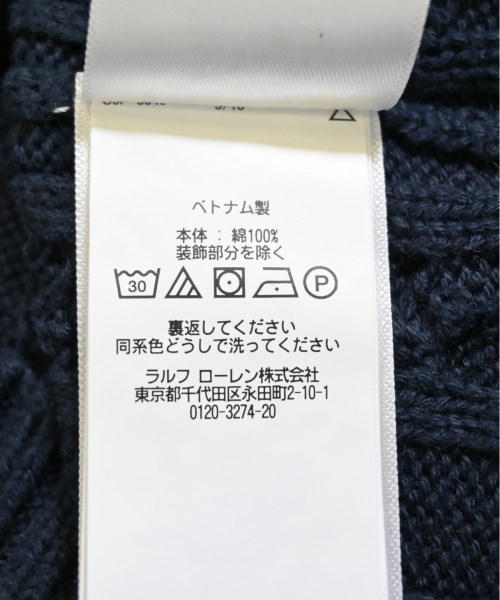 ベトナム製
本体 : 綿100%
装飾部分を除く
30 P
裏返してください
同系色どうしで洗ってください
ラルフ ローレン株式会社
東京都千代田区永田町2-10-1
0120-3274-20